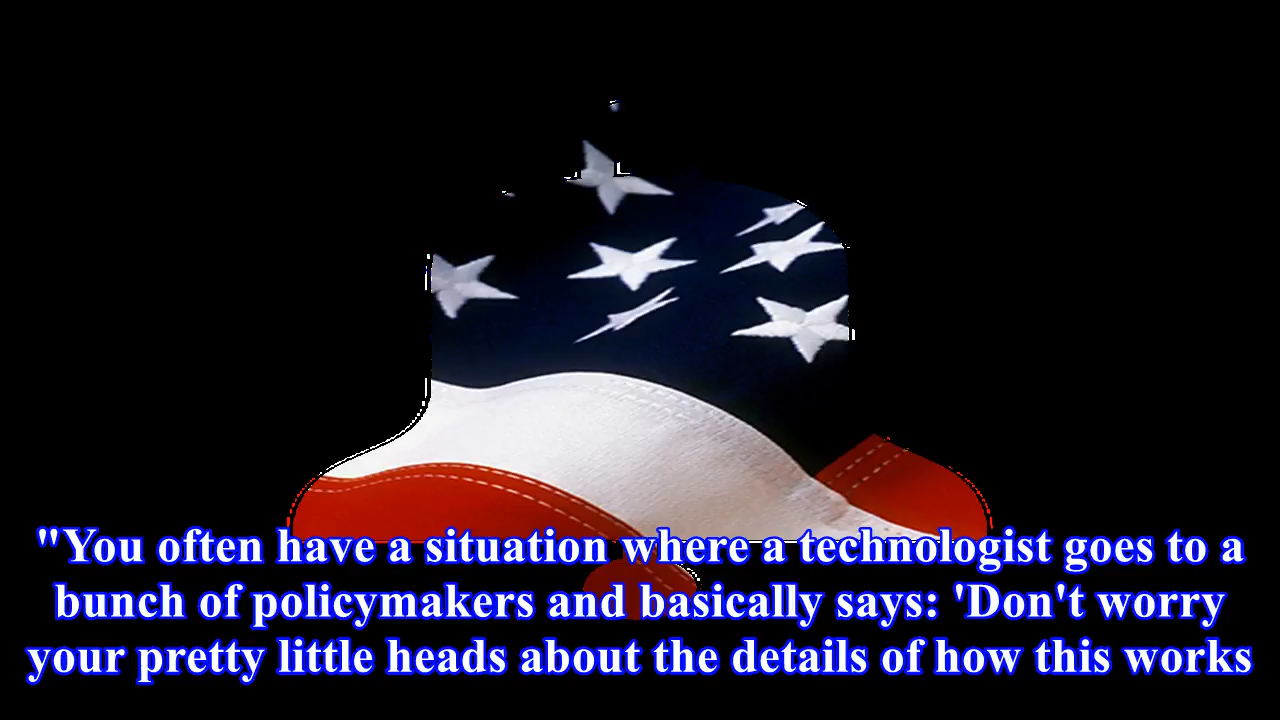 "You often have a situation where a technologist goes to a
bunch of policymakers and basically says: 'Don't worry
your pretty little heads about the details of how this works